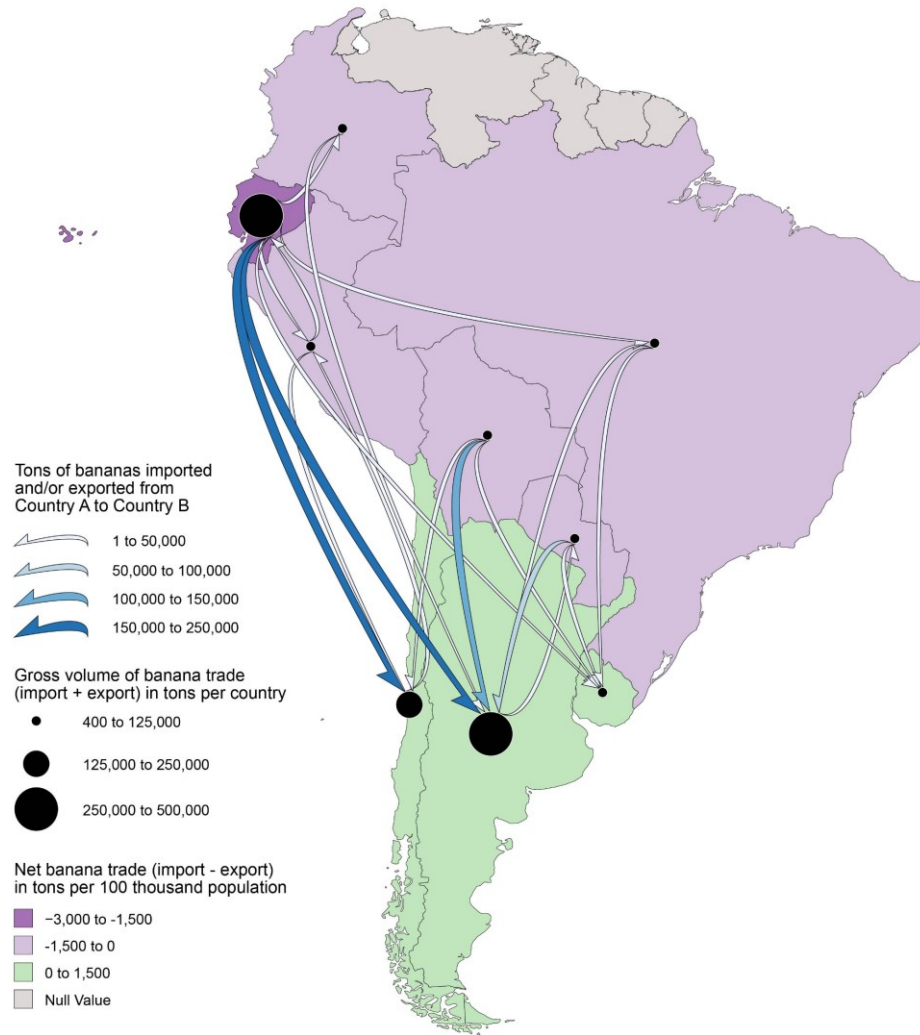 Tons of bananas imported
and/or exported from
Country A to Country B
1 to 50,000
50,000 to 100,000
100,000 to 150,000
150,000 to 250,000
Gross volume of banana trade
(import + export) in tons per country
400 to 125,000
125,000 to 250,000
250,000 to 500,000
Net banana trade (import - export)
in tons per 100 thousand population
−3,000 to -1,500
-1,500 to 0
0 to 1,500
Null Value